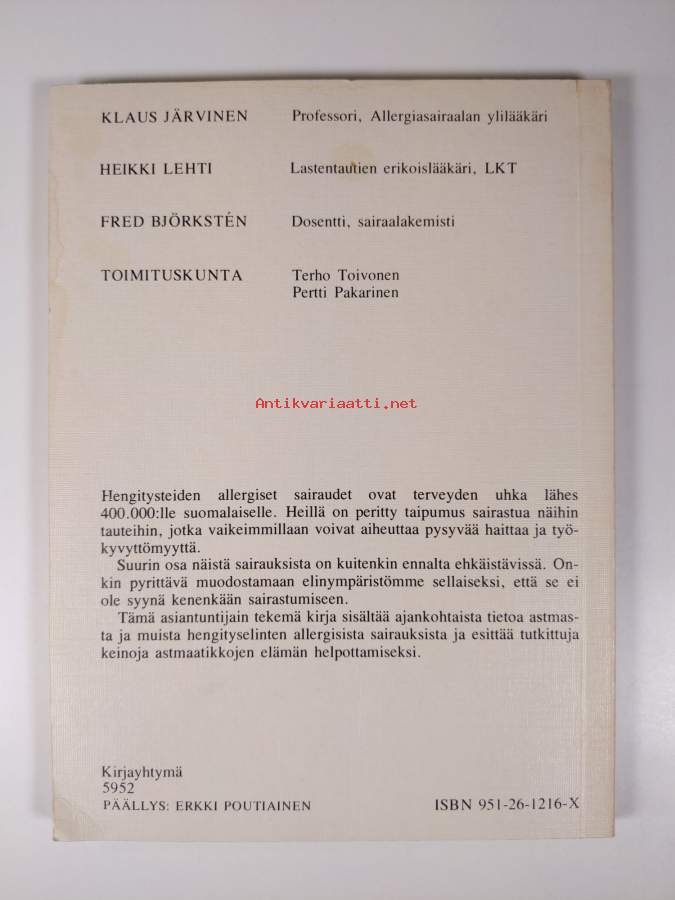 KLAUS JÄRVINEN Professori, Allergiasairaalan ylilääkäri
HEIKKI LEHTI Lastentautien erikoislääkäri, LKT
FRED BJÖRKSTÉN Dosentti, sairaalakemisti
TOIMITUSKUNTA Terho Toivonen
Pertti Pakarinen
Antikvariaatti.net
Hengitysteiden allergiset sairaudet ovat terveyden uhka lähes
400.000:lle suomalaiselle. Heillä on peritty taipumus sairastua näihin
tauteihin, jotka vaikeimmillaan voivat aiheuttaa pysyvää haittaa ja työ-
kyvyttömyyttä.
Suurin osa näistä sairauksista on kuitenkin ennalta ehkäistävissä. On-
kin pyrittävä muodostamaan elinympäristömme sellaiseksi, että se ei
ole syynä kenenkään sairastumiseen.
Tämä asiantuntijain tekemä kirja sisältää ajankohtaista tietoa astmas-
ta ja muista hengityselinten allergisista sairauksista ja esittää tutkittuja
keinoja astmaatikkojen elämän helpottamiseksi.
Kirjayhtymä
5952
PÄÄLLYS: ERKKI POUTIAINEN ISBN 951-26-1216-X